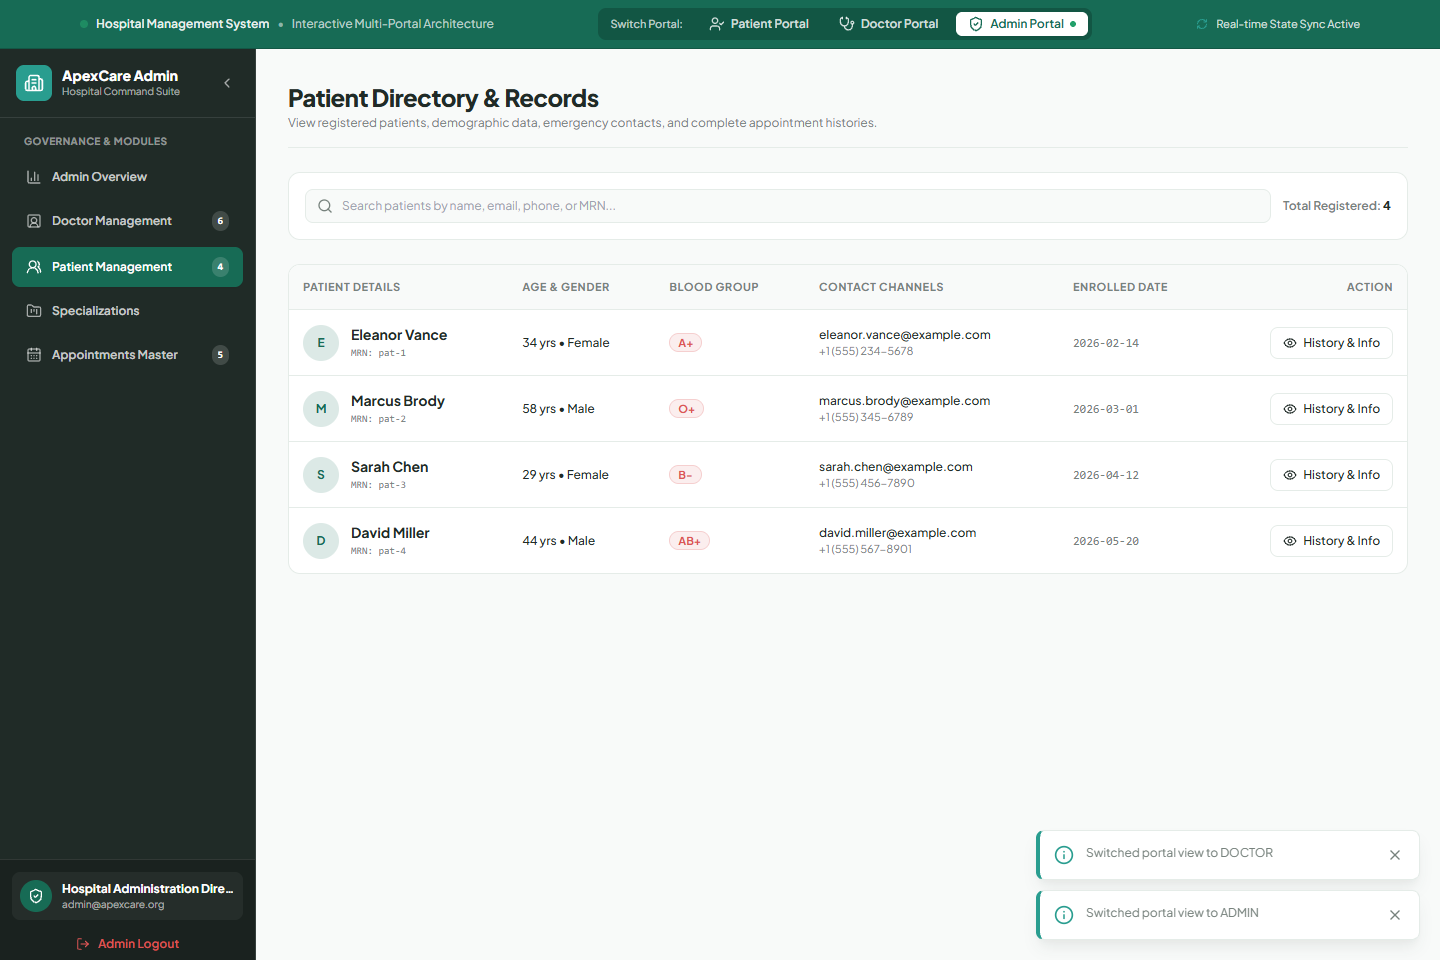 Hospital Management System • Interactive Multi-Portal Architecture
Switch Portal: Patient Portal Doctor Portal Admin Portal
Real-time State Sync Active
ApexCare Admin
Hospital Command Suite
GOVERNANCE & MODULES
Admin Overview
Doctor Management 6
Patient Management 4
Specializations
Appointments Master 5
Hospital Administration Dire...
admin@apexcare.org
Admin Logout
Patient Directory & Records
View registered patients, demographic data, emergency contacts, and complete appointment histories.
Search patients by name, email, phone, or MRN...
Total Registered: 4
PATIENT DETAILS AGE & GENDER BLOOD GROUP CONTACT CHANNELS ENROLLED DATE ACTION
E Eleanor Vance 34 yrs • Female A+ eleanor.vance@example.com 2026-02-14 History & Info
MRN: pat-1 +1 (555) 234-5678
M Marcus Brody 58 yrs • Male O+ marcus.brody@example.com 2026-03-01 History & Info
MRN: pat-2 +1 (555) 345-6789
S Sarah Chen 29 yrs • Female B- sarah.chen@example.com 2026-04-12 History & Info
MRN: pat-3 +1 (555) 456-7890
D David Miller 44 yrs • Male AB+ david.miller@example.com 2026-05-20 History & Info
MRN: pat-4 +1 (555) 567-8901
Switched portal view to DOCTOR
Switched portal view to ADMIN